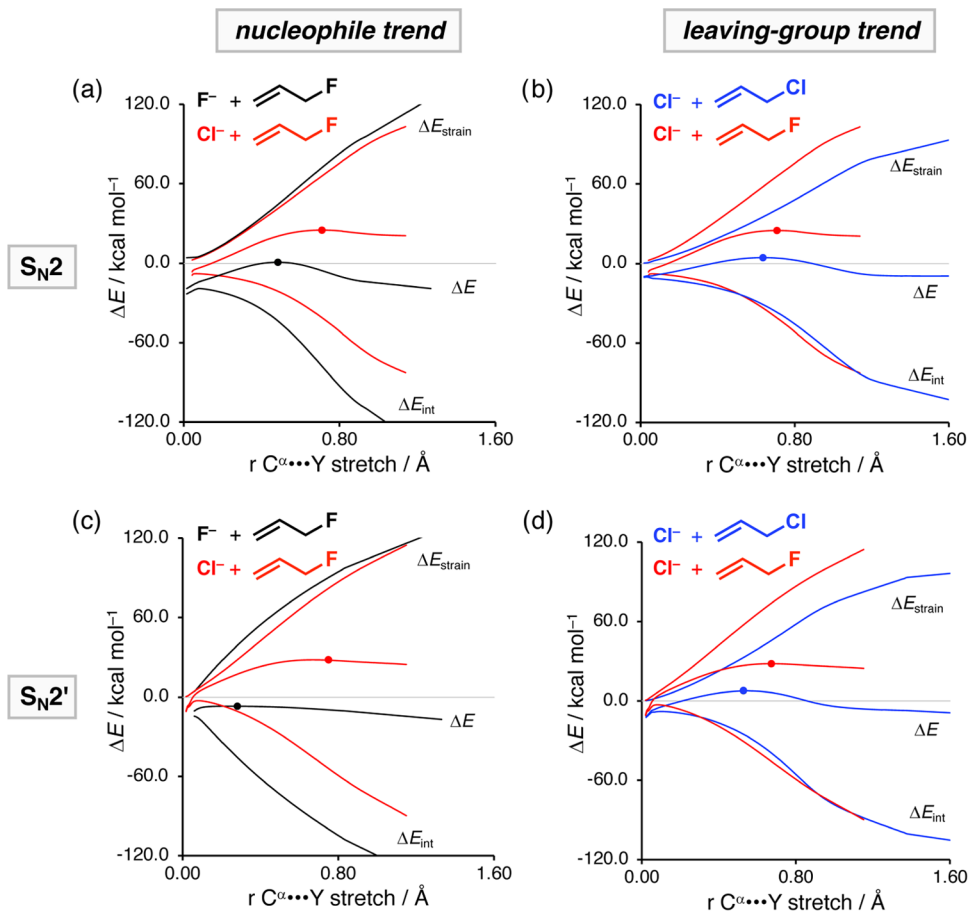 nucleophile trend
leaving-group trend
(a)
F⁻ + F
Cl⁻ + F
120.0
60.0
0.0
-60.0
-120.0
ΔE / kcal mol⁻¹
ΔEstrain
ΔE
ΔEint
0.00 0.80 1.60
r Cᵅ•••Y stretch / Å
(b)
Cl⁻ + Cl
Cl⁻ + F
120.0
60.0
0.0
-60.0
-120.0
ΔE / kcal mol⁻¹
ΔEstrain
ΔE
ΔEint
0.00 0.80 1.60
r Cᵅ•••Y stretch / Å
SN2
(c)
F⁻ + F
Cl⁻ + F
120.0
60.0
0.0
-60.0
-120.0
ΔE / kcal mol⁻¹
ΔEstrain
ΔE
ΔEint
0.00 0.80 1.60
r Cᵅ•••Y stretch / Å
(d)
Cl⁻ + Cl
Cl⁻ + F
120.0
60.0
0.0
-60.0
-120.0
ΔE / kcal mol⁻¹
ΔEstrain
ΔE
ΔEint
0.00 0.80 1.60
r Cᵅ•••Y stretch / Å
SN2'